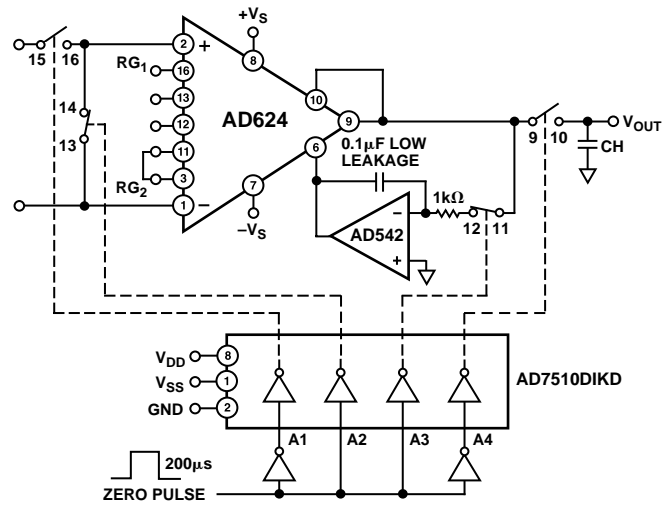 +VS
15
16
2
+
8
RG1
16
13
10
14
12
AD624
9
VOUT
9
10
13
11
6
0.1µF LOW
LEAKAGE
CH
RG2
3
7
1kΩ
1
–
–VS
–
AD542
12
11
+
VDD
8
VSS
1
AD7510DIKD
GND
2
A1
A2
A3
A4
200µs
ZERO PULSE